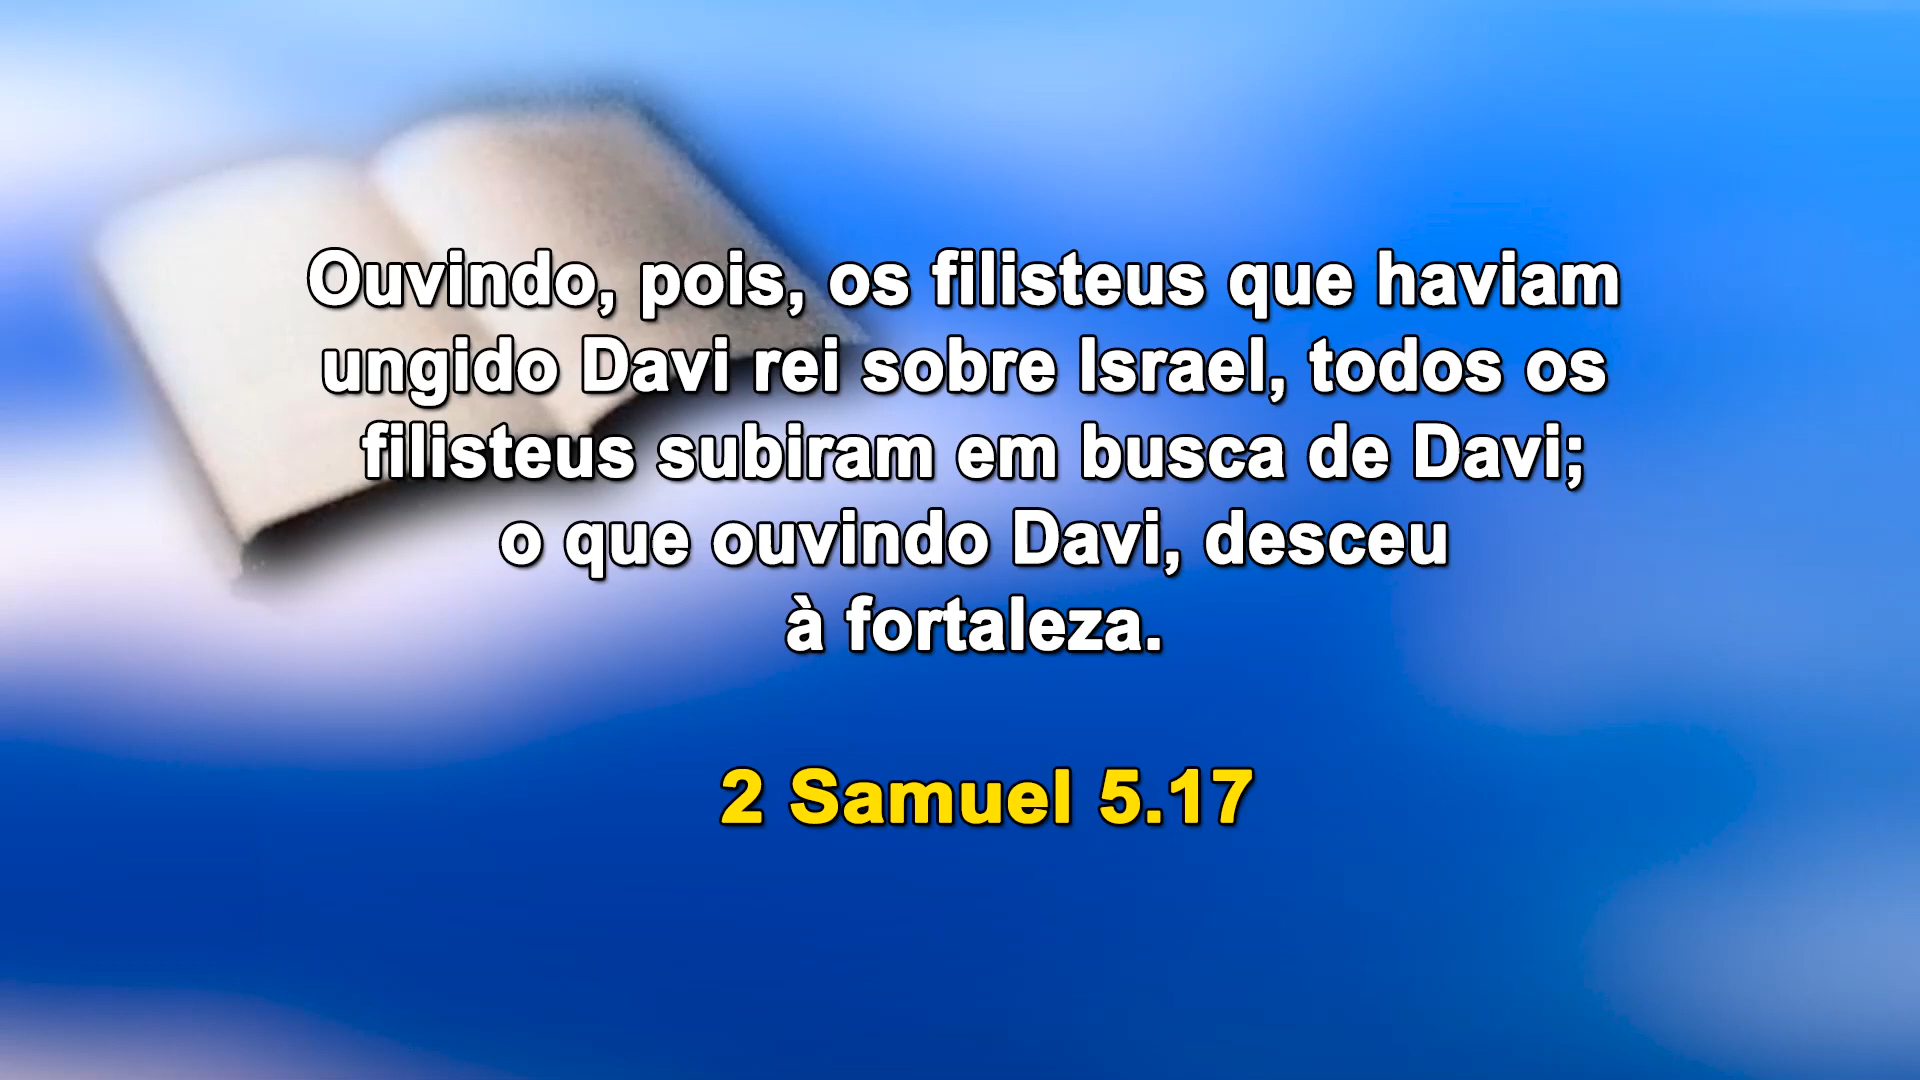 Ouvindo, pois, os filisteus que haviam
ungido Davi rei sobre Israel, todos os
filisteus subiram em busca de Davi;
o que ouvindo Davi, desceu
à fortaleza.
2 Samuel 5.17